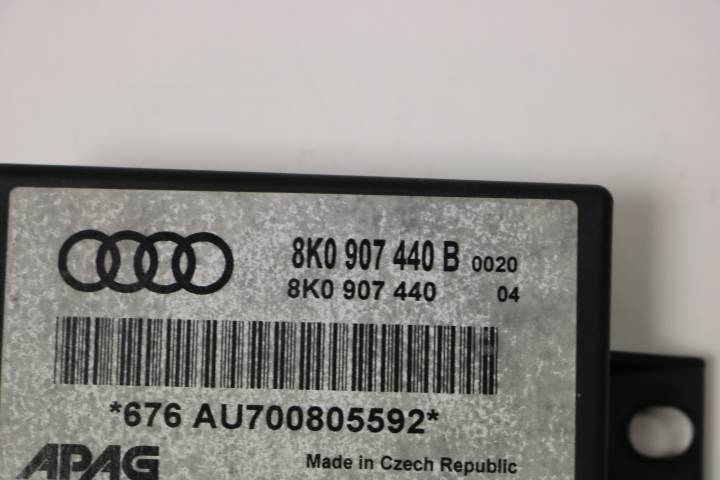 8K0 907 440 B 0020
8K0 907 440 04
*676 AU700805592*
APAG Made in Czech Republic